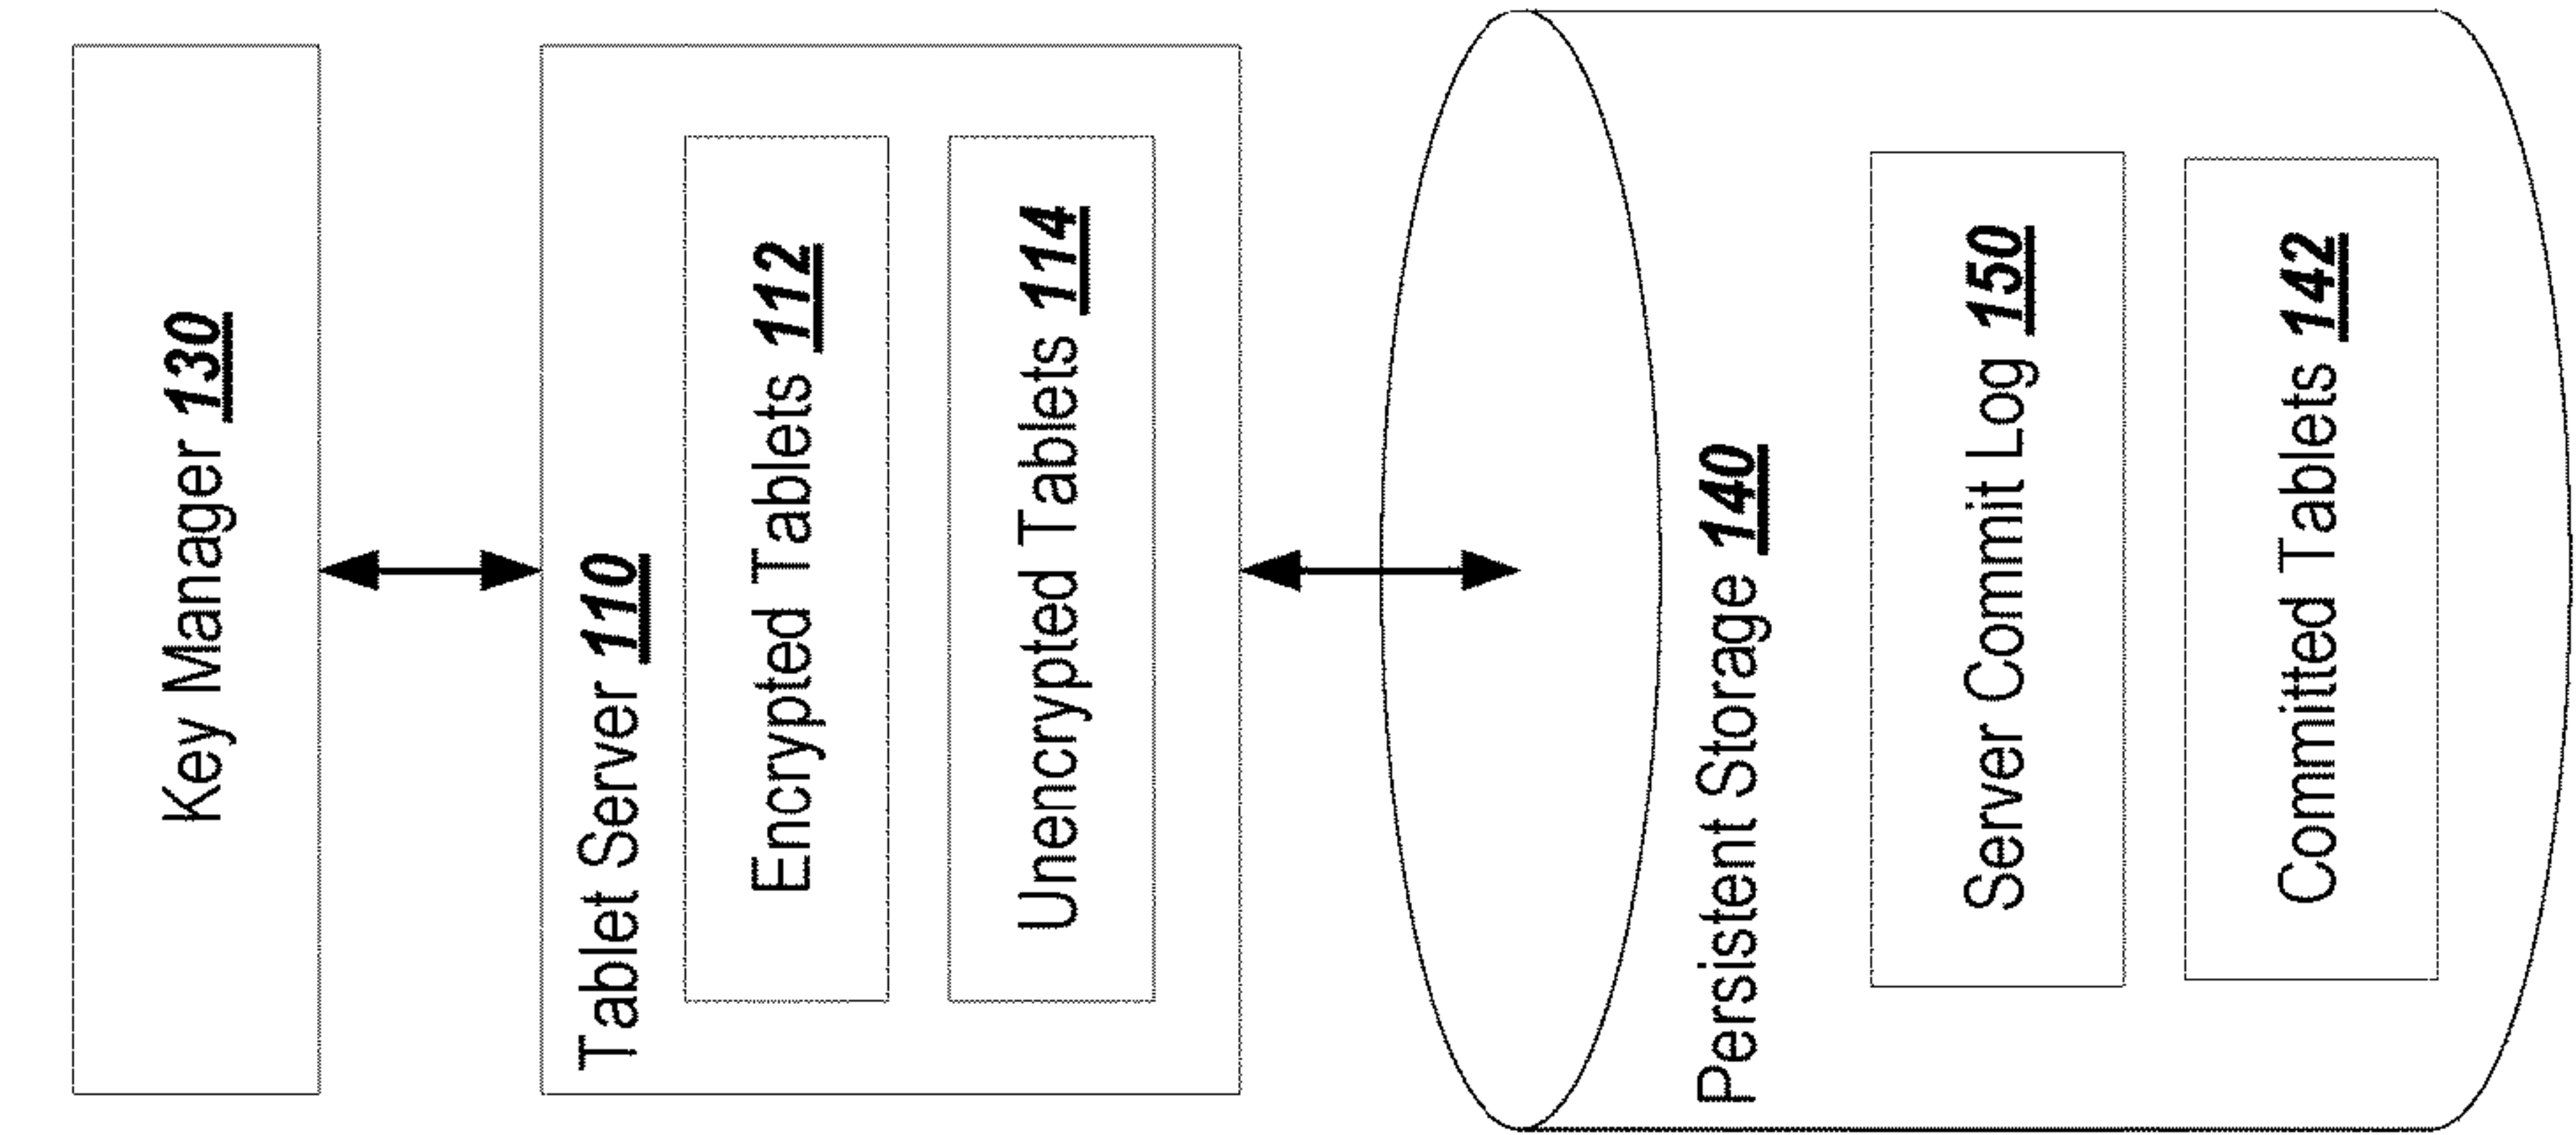 Key Manager 130
Tablet Server 110
Encrypted Tablets 112
Unencrypted Tablets 114
Persistent Storage 140
Server Commit Log 150
Committed Tablets 142